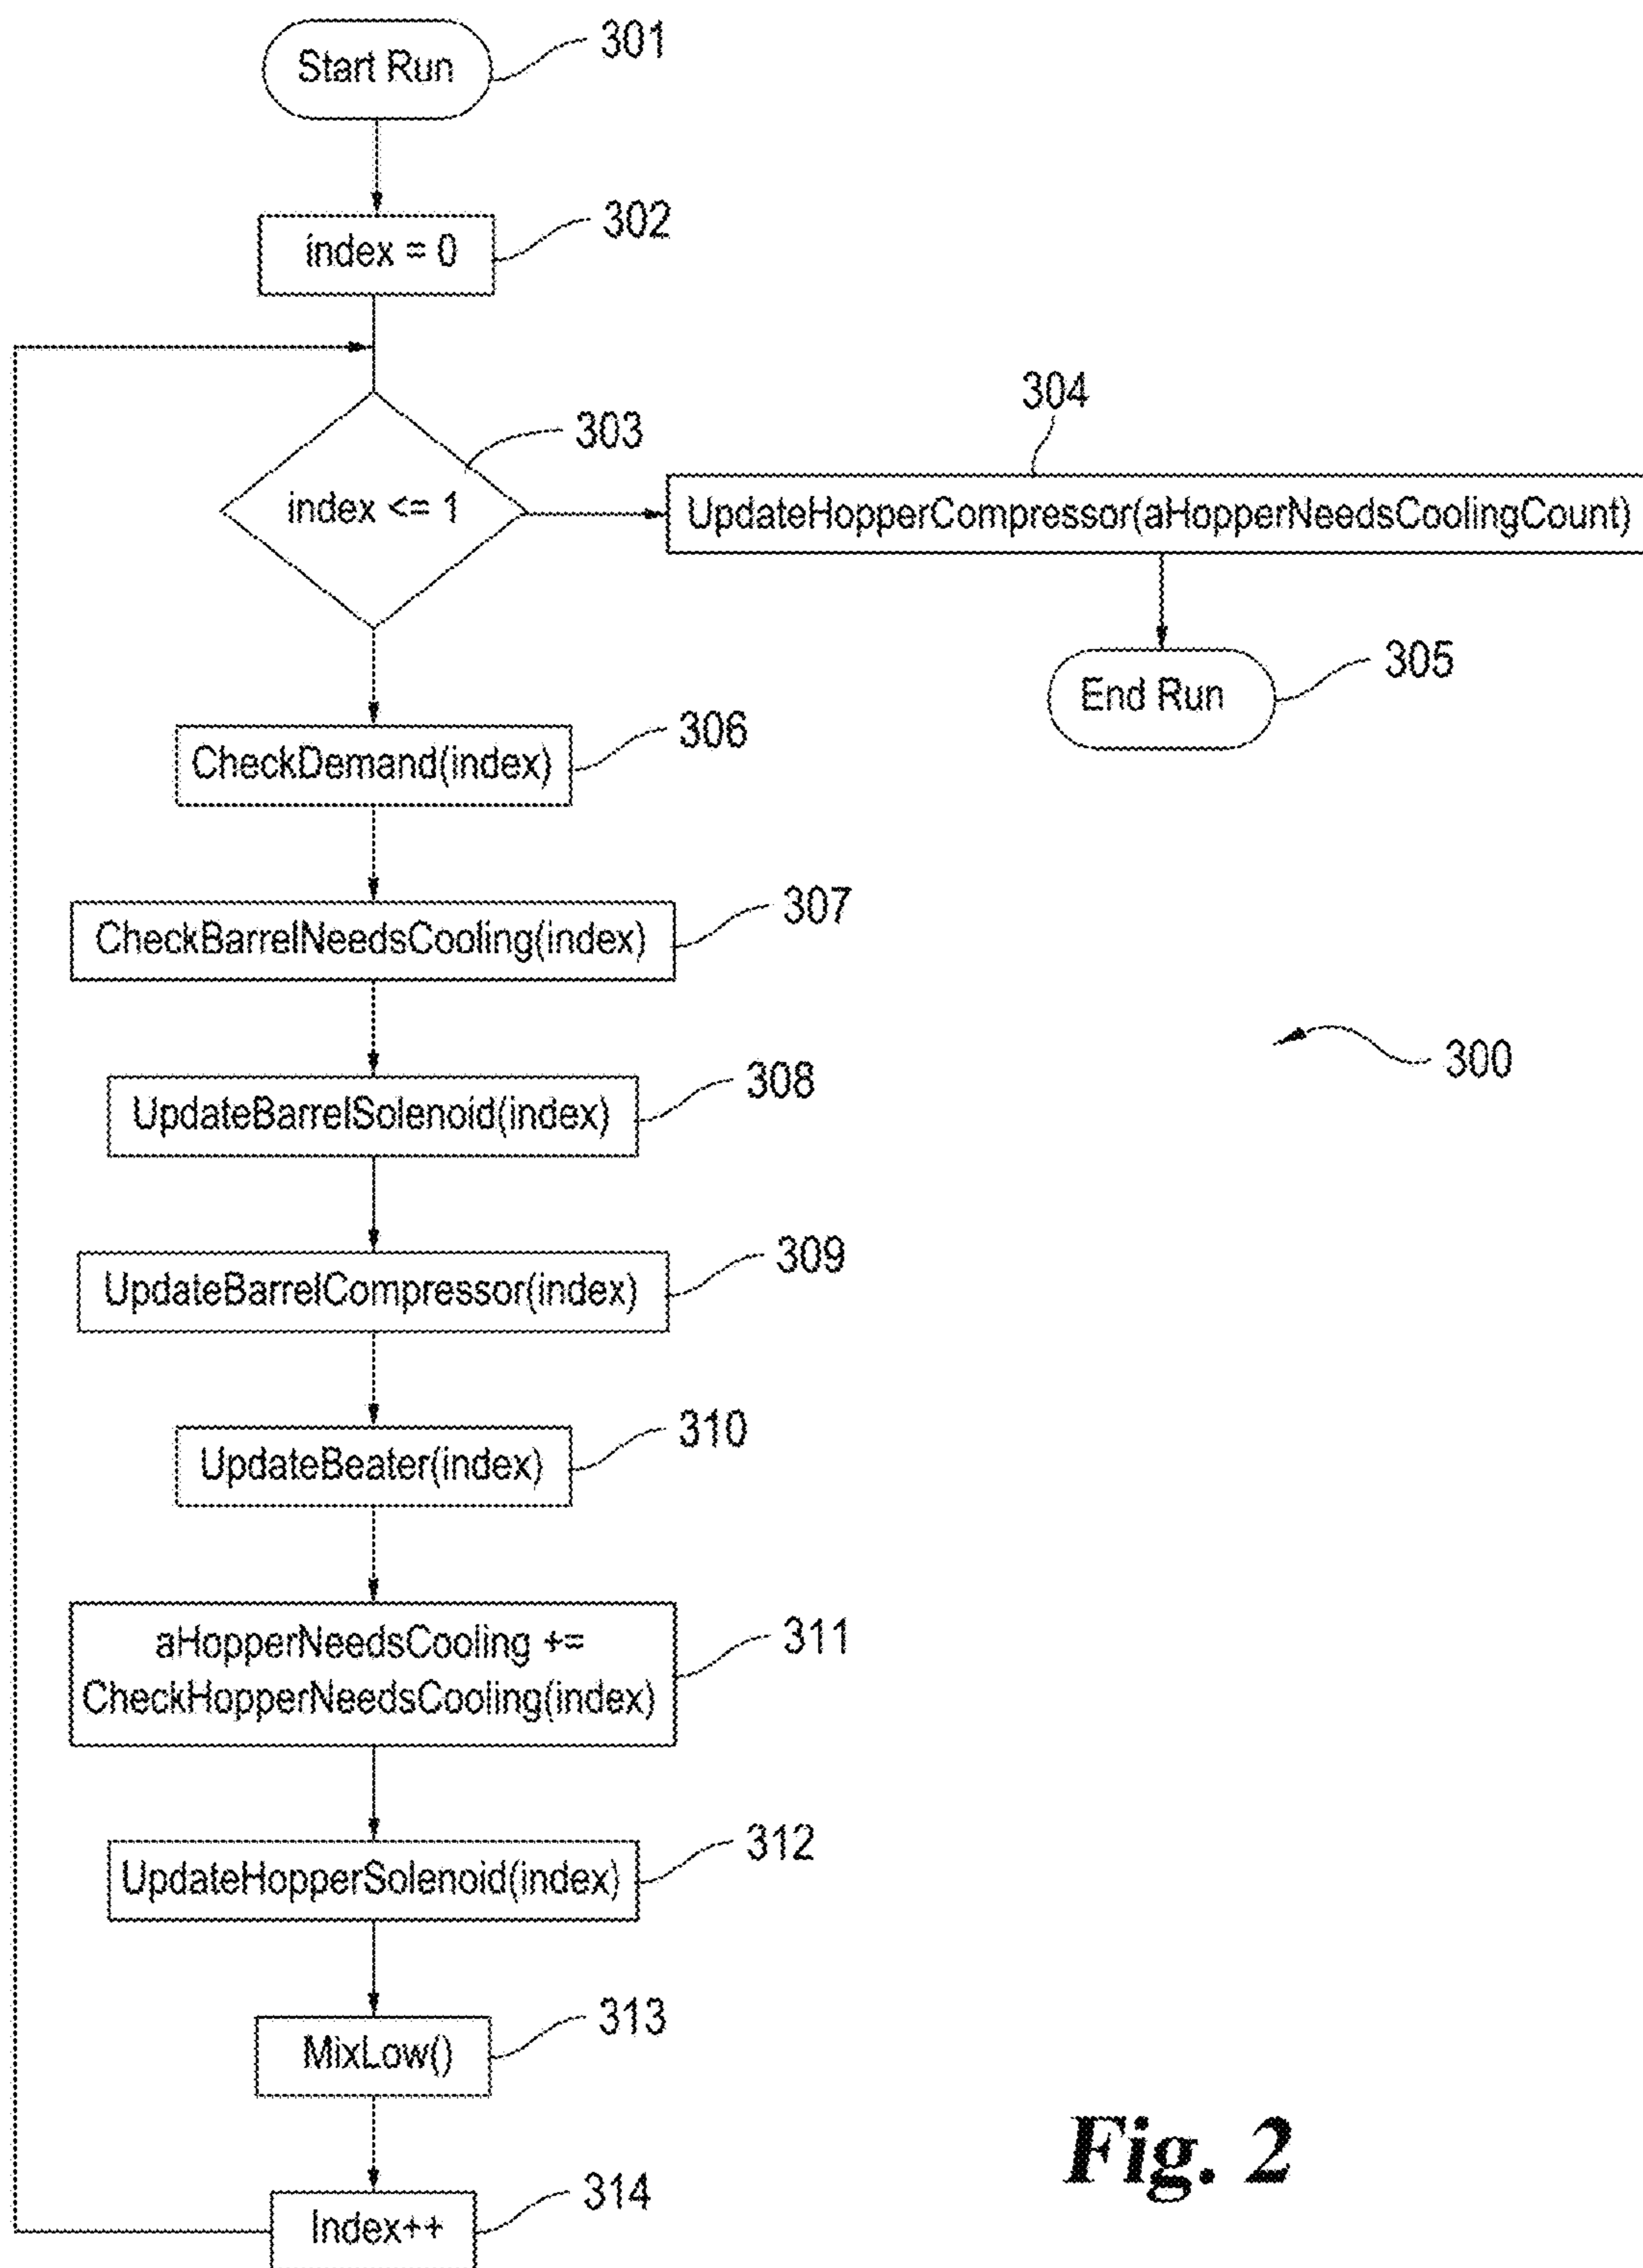 Start Run
301
index = 0
302
303
index <= 1
304
UpdateHopperCompressor(aHopperNeedsCoolingCount)
End Run
305
CheckDemand(index)
306
CheckBarrelNeedsCooling(index)
307
300
UpdateBarrelSolenoid(index)
308
UpdateBarrelCompressor(index)
309
UpdateBeater(index)
310
aHopperNeedsCooling +=
CheckHopperNeedsCooling(index)
311
UpdateHopperSolenoid(index)
312
MixLow()
313
Index++
314
Fig. 2